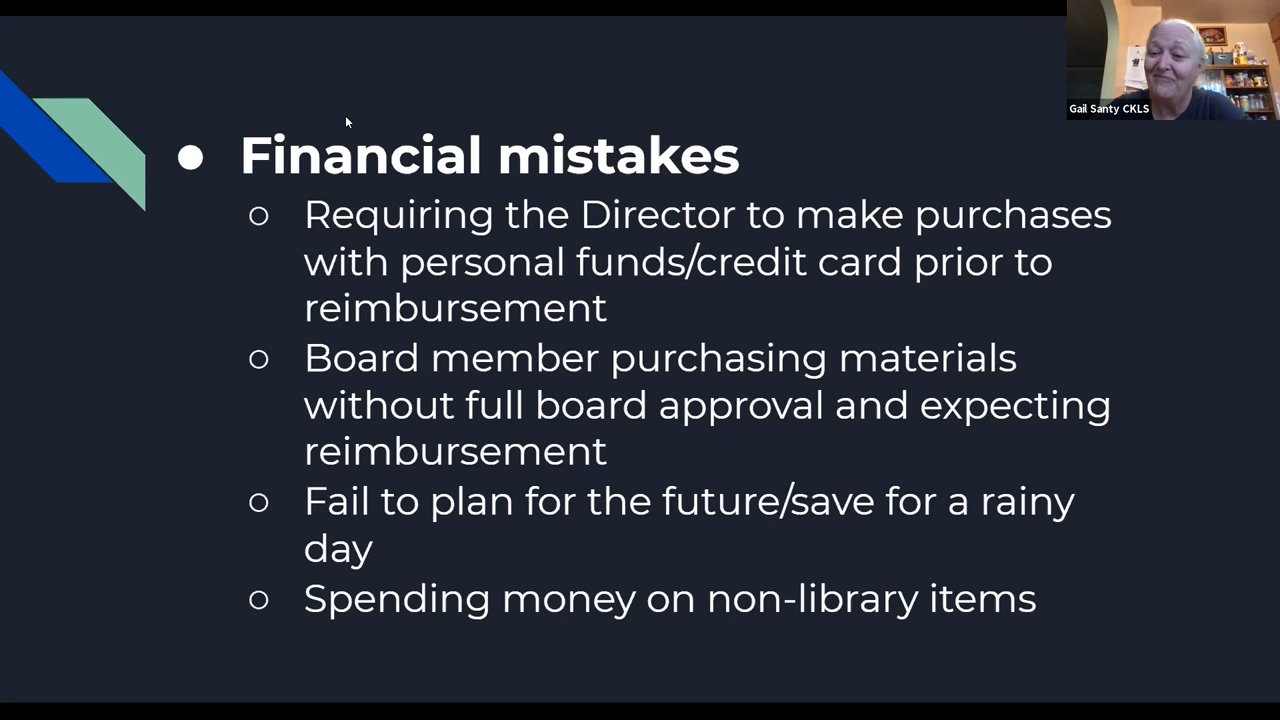 Gail Santy CKLS
● Financial mistakes
○ Requiring the Director to make purchases
with personal funds/credit card prior to
reimbursement
○ Board member purchasing materials
without full board approval and expecting
reimbursement
○ Fail to plan for the future/save for a rainy
day
○ Spending money on non-library items